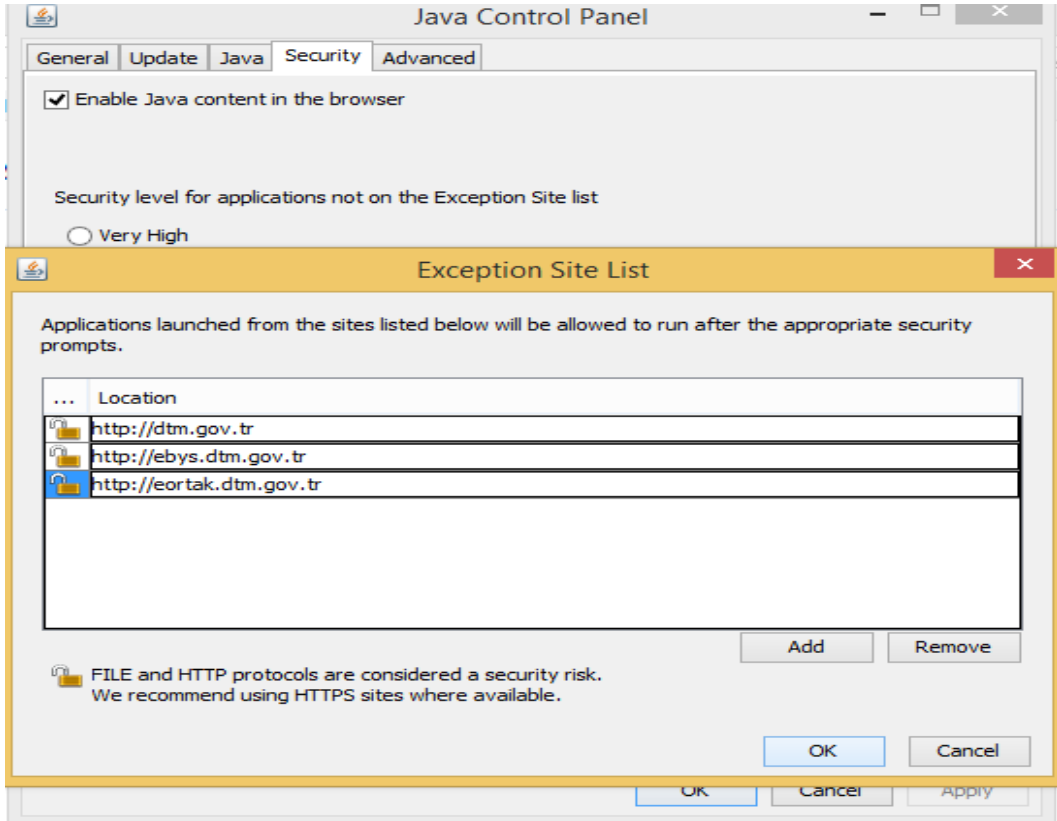 Java Control Panel
General Update Java Security Advanced
Enable Java content in the browser
Security level for applications not on the Exception Site list
Very High
Exception Site List
Applications launched from the sites listed below will be allowed to run after the appropriate security
prompts.
... Location
http://dtm.gov.tr
http://ebys.dtm.gov.tr
http://eortak.dtm.gov.tr
Add Remove
FILE and HTTP protocols are considered a security risk.
We recommend using HTTPS sites where available.
OK Cancel
OK Cancel Apply